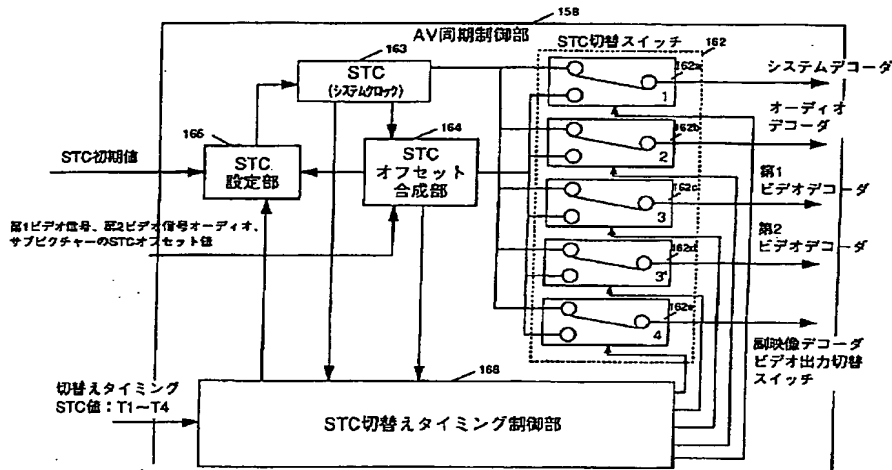 158
AV同期制御部
STC切替スイッチ
162
163
STC
(システムクロック)
162a
1
システムデコーダ
オーディオ
デコーダ
165
164
162b
2
STC初期値
STC
設定部
STC
オフセット
合成部
162c
3
第1
ビデオデコーダ
第1ビデオ信号、第2ビデオ信号オーディオ、
サブピクチャーのSTCオフセット値
第2
ビデオデコーダ
162d
3'
162e
4
副映像デコーダ
ビデオ出力切替
スイッチ
切替えタイミング
STC値：T1～T4
166
STC切替えタイミング制御部